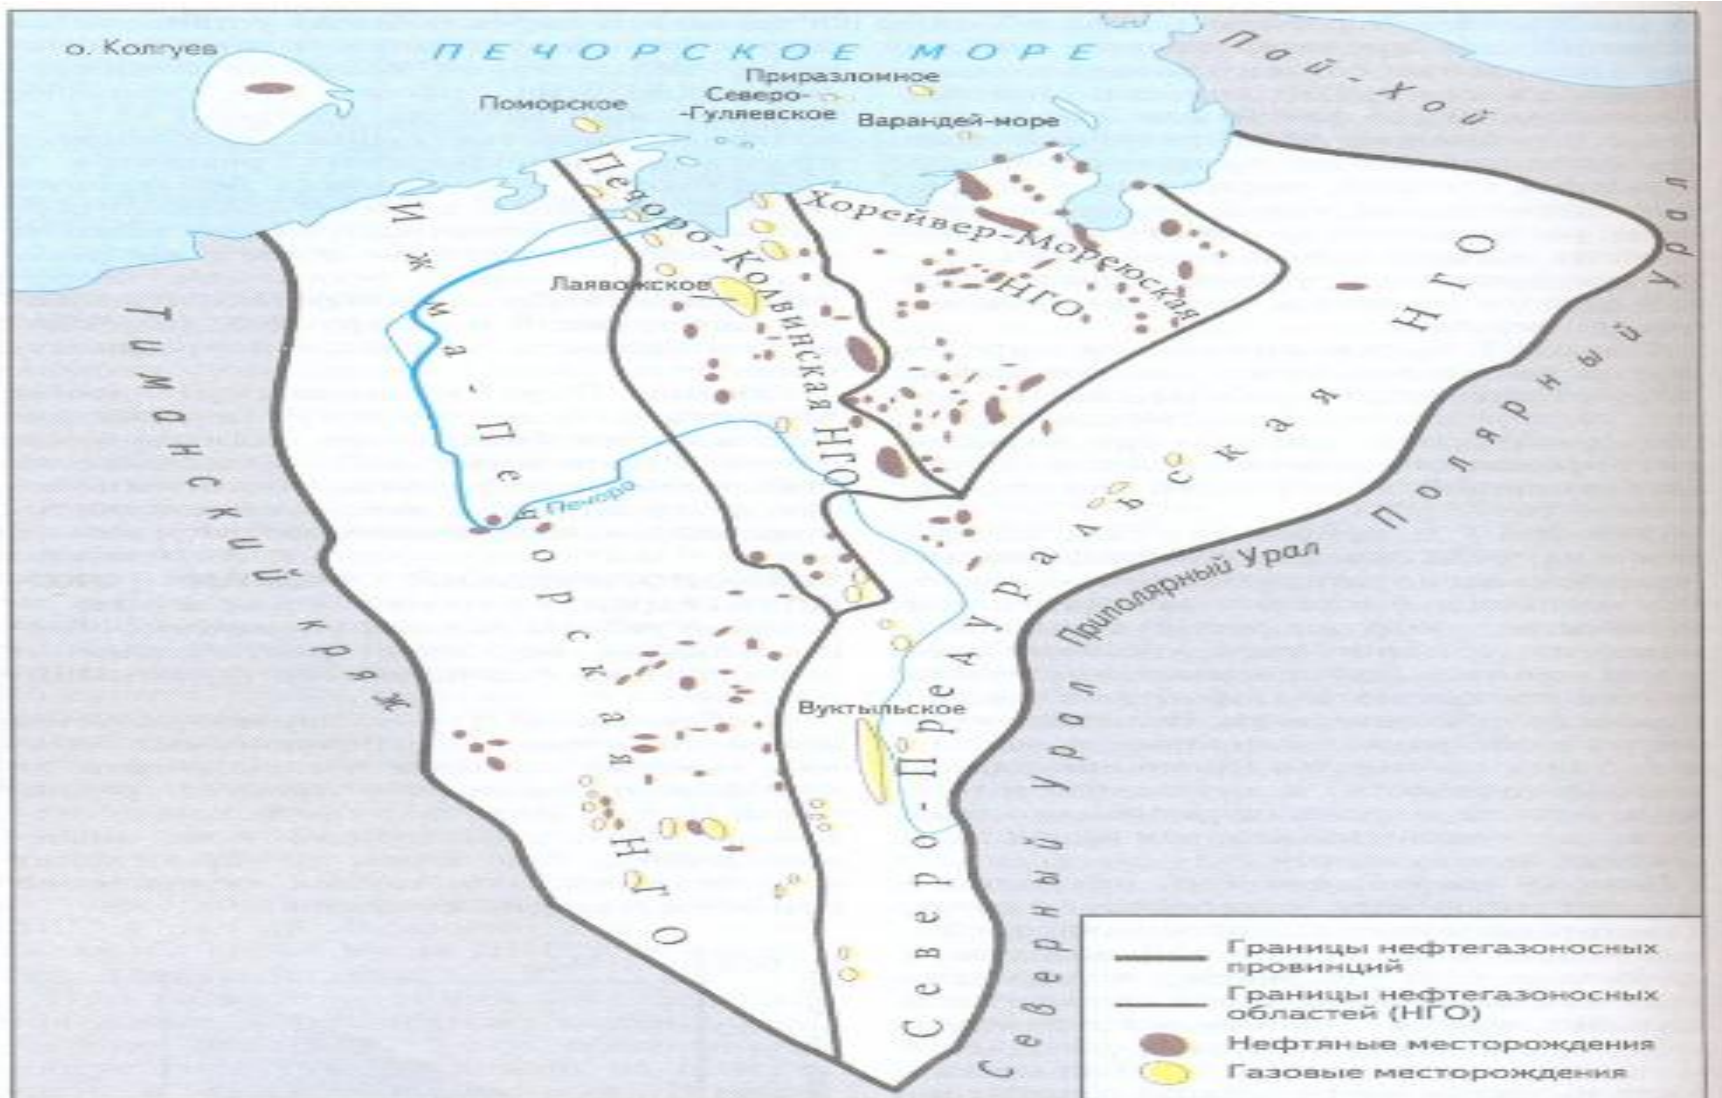 о. Колгуев
ПЕЧОРСКОЕ МОРЕ
Пай-Хой
Приразломное
Северо-
-Гуляевское
Поморское
Варандей-море
Печоро-Колвинская НГО
Хорейвер-Мореюская
НГО
Ижма-Печорская НГО
Лаявожское
Тиманский кряж
Печора
Северо-Предуральская НГО
Полярный Урал
Приполярный Урал
Вуктыльское
Северный Урал
Границы нефтегазоносных
провинций
Границы нефтегазоносных
областей (НГО)
Нефтяные месторождения
Газовые месторождения